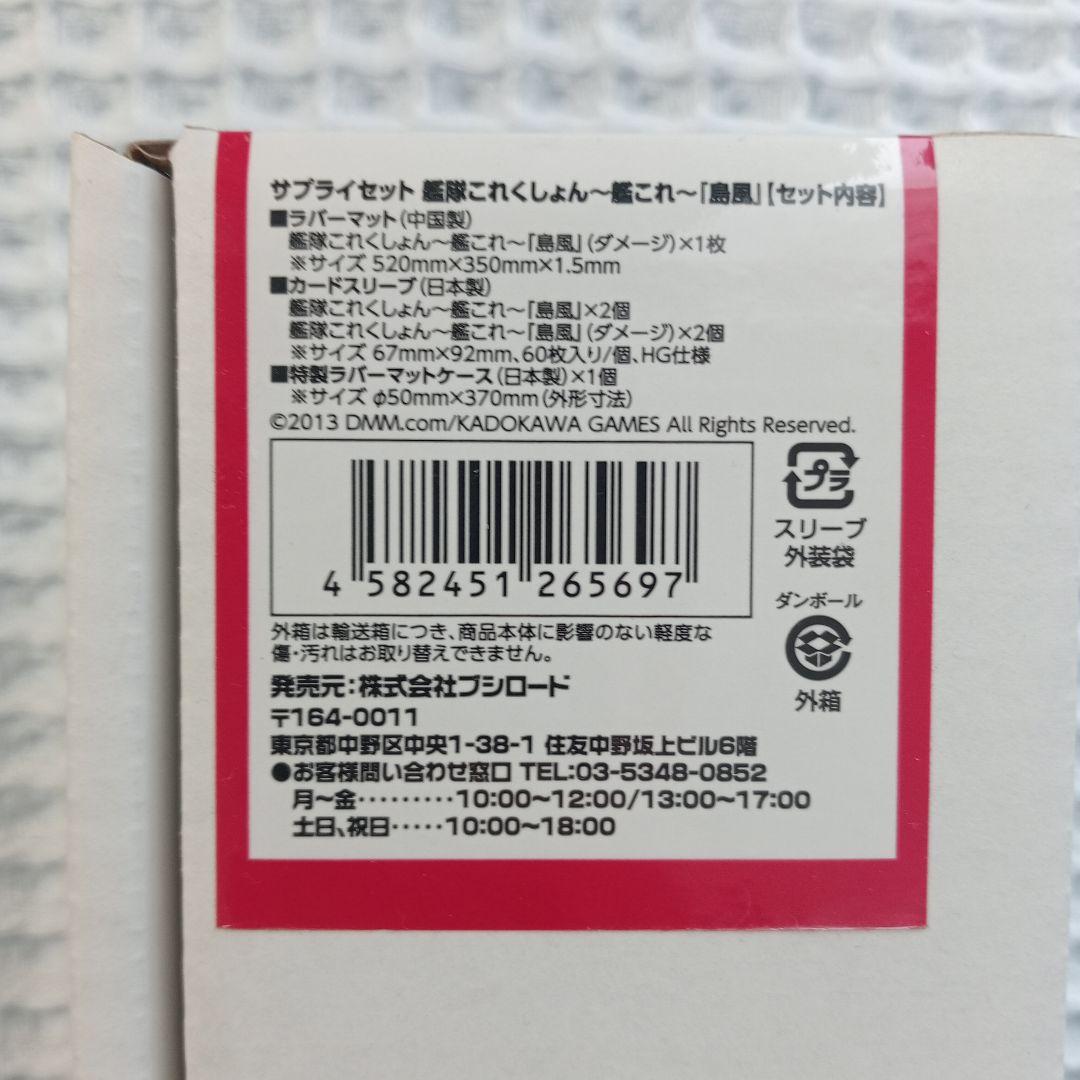 サプライセット 艦隊これくしょん～艦これ～「島風」【セット内容】
■ラバーマット(中国製)
艦隊これくしょん～艦これ～「島風」(ダメージ)×1枚
※サイズ 520mm×350mm×1.5mm
■カードスリーブ(日本製)
艦隊これくしょん～艦これ～「島風」×2個
艦隊これくしょん～艦これ～「島風」(ダメージ)×2個
※サイズ 67mm×92mm、60枚入り/個、HG仕様
■特製ラバーマットケース(日本製)×1個
※サイズ φ50mm×370mm(外形寸法)
©2013 DMM.com/KADOKAWA GAMES All Rights Reserved.
4 582451 265697
プラ
スリーブ
外装袋
ダンボール
外箱
外箱は輸送箱につき、商品本体に影響のない軽度な
傷・汚れはお取り替えできません。
発売元：株式会社ブシロード
〒164-0011
東京都中野区中央1-38-1 住友中野坂上ビル6階
●お客様問い合わせ窓口 TEL:03-5348-0852
月～金･････････10:00～12:00/13:00～17:00
土日、祝日･････10:00～18:00